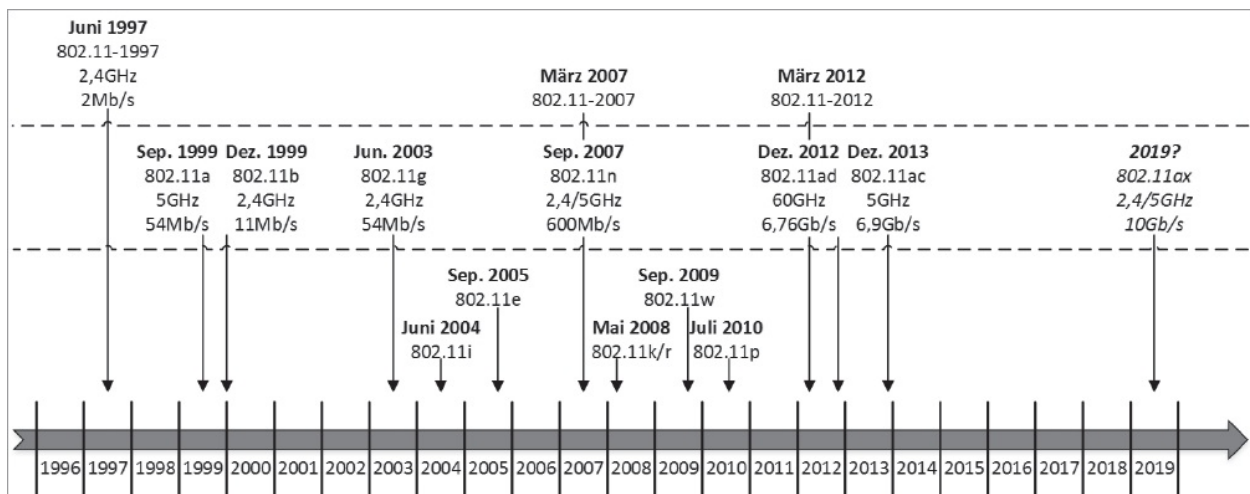 Juni 1997
802.11-1997
2,4GHz
2Mb/s
März 2007
802.11-2007
März 2012
802.11-2012
Sep. 1999
802.11a
5GHz
54Mb/s
Dez. 1999
802.11b
2,4GHz
11Mb/s
Jun. 2003
802.11g
2,4GHz
54Mb/s
Sep. 2007
802.11n
2,4/5GHz
600Mb/s
Dez. 2012
802.11ad
60GHz
6,76Gb/s
Dez. 2013
802.11ac
5GHz
6,9Gb/s
2019?
802.11ax
2,4/5GHz
10Gb/s
Sep. 2005
802.11e
Sep. 2009
802.11w
Juni 2004
802.11i
Mai 2008
802.11k/r
Juli 2010
802.11p
1996 1997 1998 1999 2000 2001 2002 2003 2004 2005 2006 2007 2008 2009 2010 2011 2012 2013 2014 2015 2016 2017 2018 2019